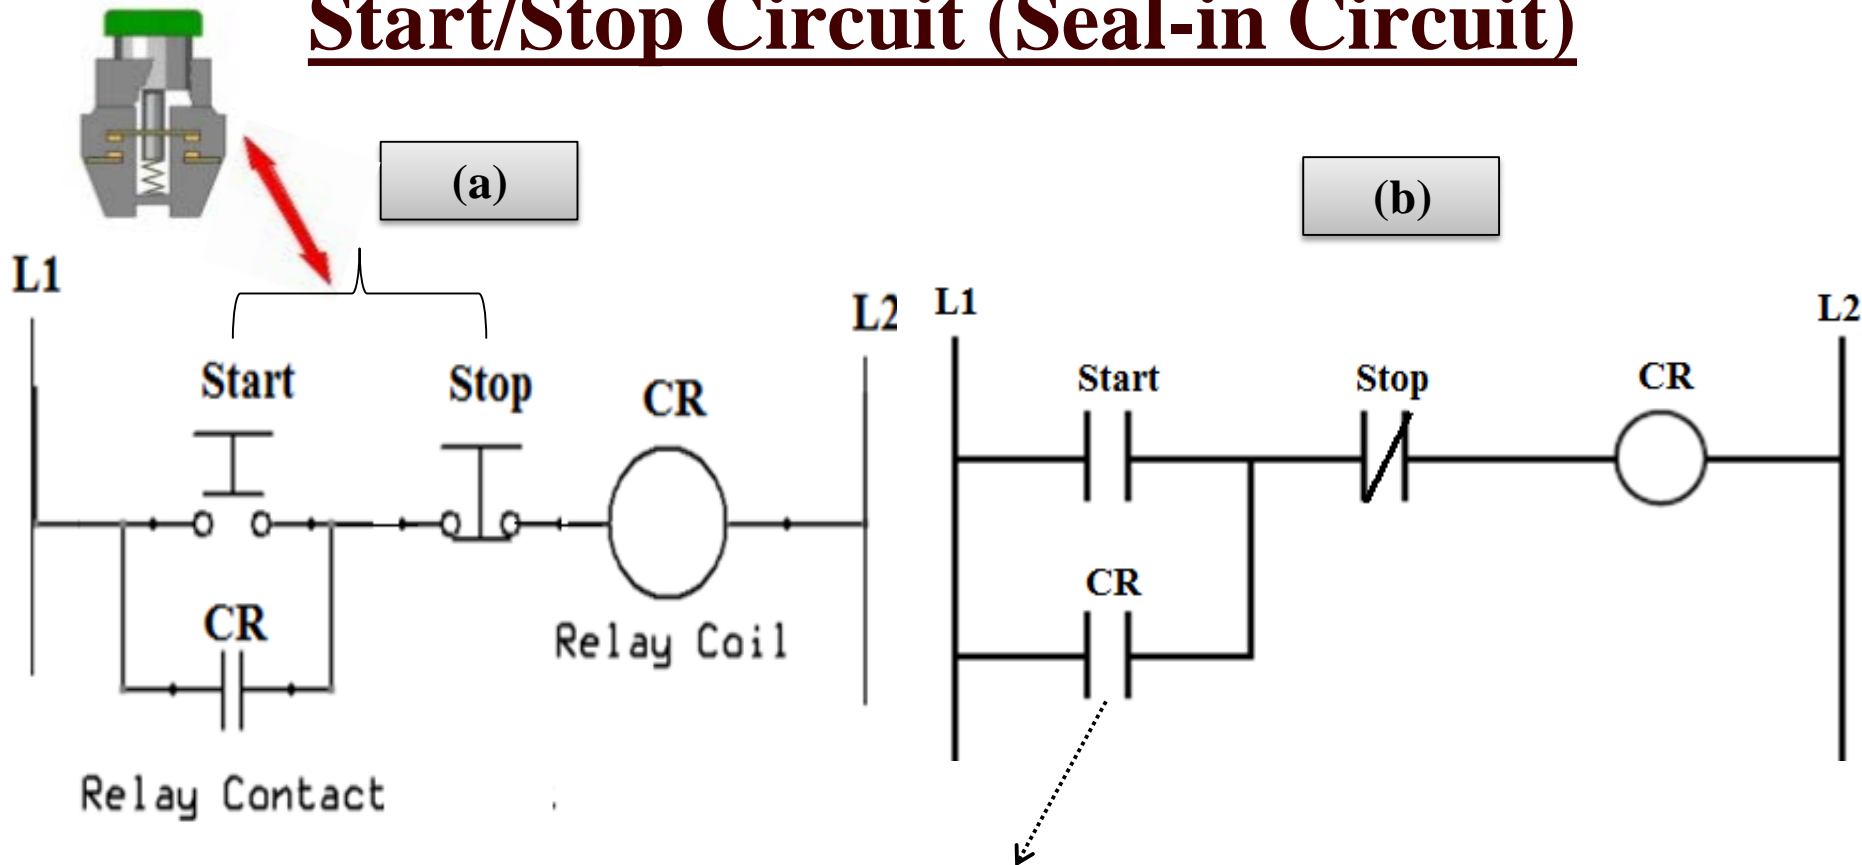 Start/Stop Circuit (Seal-in Circuit)
(a)
(b)
L1
L2
Start
Stop
CR
CR
Relay Coil
Relay Contact
L1
L2
Start
Stop
CR
CR